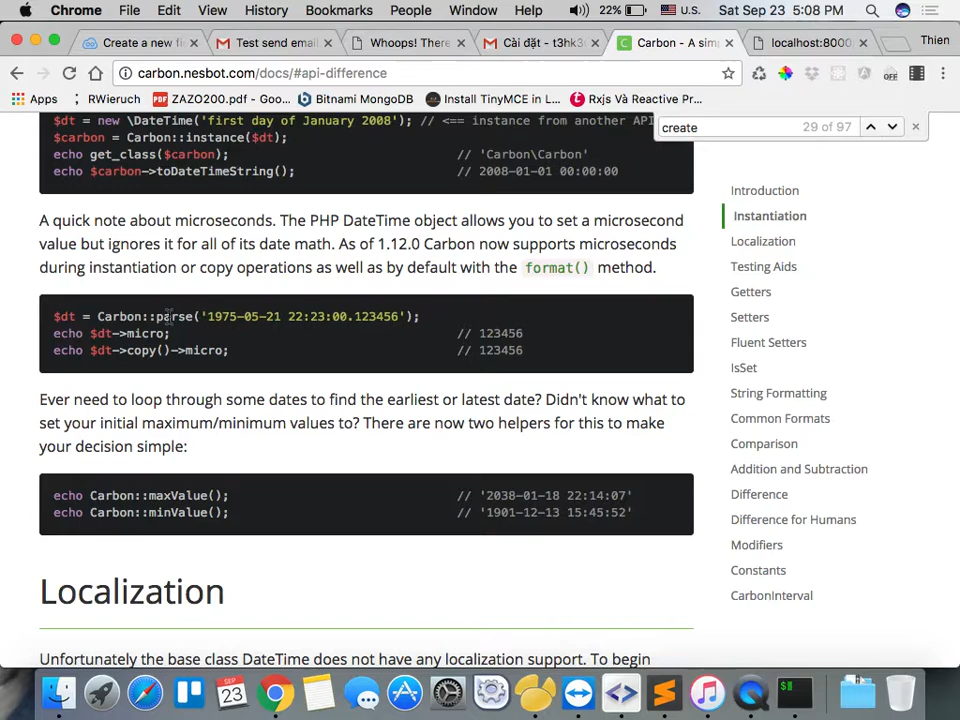 Chrome File Edit View History Bookmarks People Window Help 22% U.S. Sat Sep 23 5:08 PM
Create a new fi Test send email Whoops! There Cài đặt - t3hk3 Carbon - A sim localhost:8000 Thien
carbon.nesbot.com/docs/#api-difference
Apps RWieruch ZAZO200.pdf - Goo... Bitnami MongoDB Install TinyMCE in L... Rxjs Và Reactive Pr...
create 29 of 97
$dt = new \DateTime('first day of January 2008'); // <== instance from another API
$carbon = Carbon::instance($dt);
echo get_class($carbon); // 'Carbon\Carbon'
echo $carbon->toDateTimeString(); // 2008-01-01 00:00:00
A quick note about microseconds. The PHP DateTime object allows you to set a microsecond
value but ignores it for all of its date math. As of 1.12.0 Carbon now supports microseconds
during instantiation or copy operations as well as by default with the format() method.
$dt = Carbon::parse('1975-05-21 22:23:00.123456');
echo $dt->micro; // 123456
echo $dt->copy()->micro; // 123456
Ever need to loop through some dates to find the earliest or latest date? Didn't know what to
set your initial maximum/minimum values to? There are now two helpers for this to make
your decision simple:
echo Carbon::maxValue(); // '2038-01-18 22:14:07'
echo Carbon::minValue(); // '1901-12-13 15:45:52'
Localization
Unfortunately the base class DateTime does not have any localization support. To begin
Introduction
Instantiation
Localization
Testing Aids
Getters
Setters
Fluent Setters
IsSet
String Formatting
Common Formats
Comparison
Addition and Subtraction
Difference
Difference for Humans
Modifiers
Constants
CarbonInterval
SEP
23